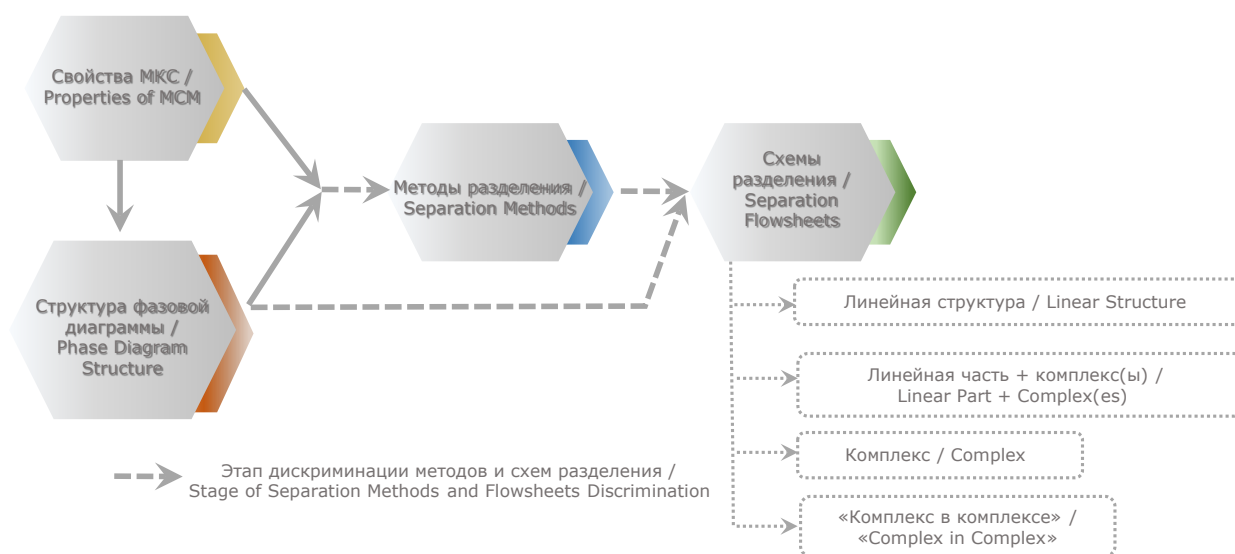 Свойства МКС /
Properties of MCM
Структура фазовой
диаграммы /
Phase Diagram
Structure
Методы разделения /
Separation Methods
Схемы
разделения /
Separation
Flowsheets
Линейная структура / Linear Structure
Линейная часть + комплекс(ы) /
Linear Part + Complex(es)
Комплекс / Complex
«Комплекс в комплексе» /
«Complex in Complex»
Этап дискриминации методов и схем разделения /
Stage of Separation Methods and Flowsheets Discrimination